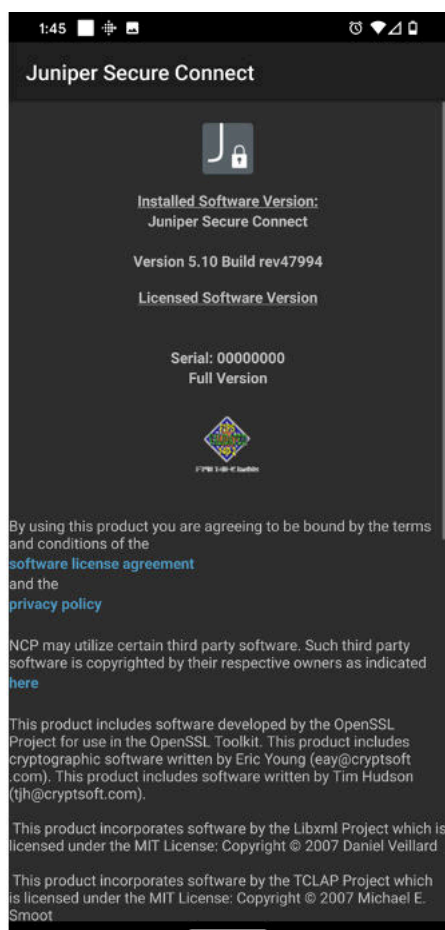 1:45
Juniper Secure Connect
J
Installed Software Version:
Juniper Secure Connect
Version 5.10 Build rev47994
Licensed Software Version
Serial: 00000000
Full Version
By using this product you are agreeing to be bound by the terms
and conditions of the
software license agreement
and the
privacy policy
NCP may utilize certain third party software. Such third party
software is copyrighted by their respective owners as indicated
here
This product includes software developed by the OpenSSL
Project for use in the OpenSSL Toolkit. This product includes
cryptographic software written by Eric Young (eay@cryptsoft
.com). This product includes software written by Tim Hudson
(tjh@cryptsoft.com).
This product incorporates software by the Libxml Project which is
licensed under the MIT License: Copyright © 2007 Daniel Veillard
This product incorporates software by the TCLAP Project which
is licensed under the MIT License: Copyright © 2007 Michael E.
Smoot